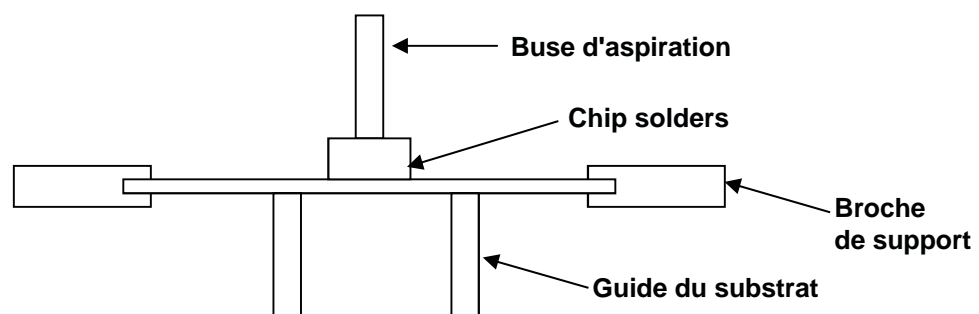 Buse d'aspiration
Chip solders
Broche
de support
Guide du substrat